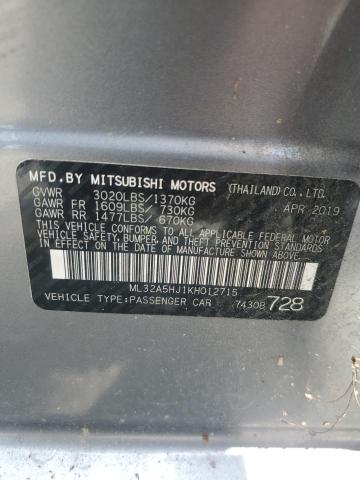 MFD. BY MITSUBISHI MOTORS (THAILAND) CO., LTD.
GVWR 3020LBS/1370KG APR 2019
GAWR FR 1609LBS/ 730KG
GAWR RR 1477LBS/ 670KG
THIS VEHICLE CONFORMS TO ALL APPLICABLE FEDERAL MOTOR
VEHICLE SAFETY, BUMPER, AND THEFT PREVENTION STANDARDS
IN EFFECT ON THE DATE OF MANUFACTURE SHOWN ABOVE.
ML32A5HJ1KH012715
VEHICLE TYPE:PASSENGER CAR 7430B 728